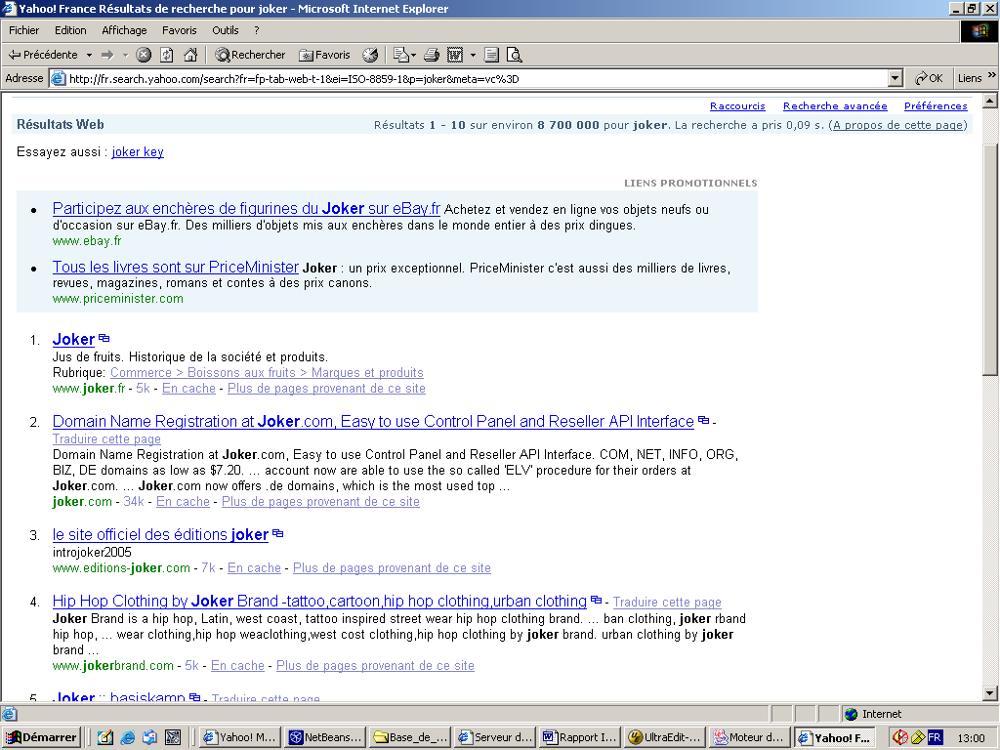 Yahoo! France Résultats de recherche pour joker - Microsoft Internet Explorer
Fichier Edition Affichage Favoris Outils ?
Précédente Rechercher Favoris
Adresse http://fr.search.yahoo.com/search?fr=fp-tab-web-t-1&ei=ISO-8859-1&p=joker&meta=vc%3D OK Liens »
Raccourcis Recherche avancée Préférences
Résultats Web Résultats 1 - 10 sur environ 8 700 000 pour joker. La recherche a pris 0,09 s. (A propos de cette page)
Essayez aussi : joker key
LIENS PROMOTIONNELS
• Participez aux enchères de figurines du Joker sur eBay.fr Achetez et vendez en ligne vos objets neufs ou
d'occasion sur eBay.fr. Des milliers d'objets mis aux enchères dans le monde entier à des prix dingues.
www.ebay.fr
• Tous les livres sont sur PriceMinister Joker : un prix exceptionnel. PriceMinister c'est aussi des milliers de livres,
revues, magazines, romans et contes à des prix canons.
www.priceminister.com
1. Joker
Jus de fruits. Historique de la société et produits.
Rubrique: Commerce > Boissons aux fruits > Marques et produits
www.joker.fr - 5k - En cache - Plus de pages provenant de ce site
2. Domain Name Registration at Joker.com, Easy to use Control Panel and Reseller API Interface -
Traduire cette page
Domain Name Registration at Joker.com, Easy to use Control Panel and Reseller API Interface. COM, NET, INFO, ORG,
BIZ, DE domains as low as $7.20. ... account now are able to use the so called 'ELV' procedure for their orders at
Joker.com. ... Joker.com now offers .de domains, which is the most used top ...
joker.com - 34k - En cache - Plus de pages provenant de ce site
3. le site officiel des éditions joker
introjoker2005
www.editions-joker.com - 7k - En cache - Plus de pages provenant de ce site
4. Hip Hop Clothing by Joker Brand -tattoo,cartoon,hip hop clothing,urban clothing - Traduire cette page
Joker Brand is a hip hop, Latin, west coast, tattoo inspired street wear hip hop clothing brand. ... ban clothing, joker rband
hip hop, ... wear clothing,hip hop weaclothing,west cost clothing,hip hop clothing by joker brand. urban clothing by joker
brand ...
www.jokerbrand.com - 5k - En cache - Plus de pages provenant de ce site
5. Joker :: basiskamp - Traduire cette page
Internet
Démarrer Yahoo! M... NetBeans... Base_de_... Serveur d... Rapport I... UltraEdit-... Moteur d... Yahoo! F... FR 13:00